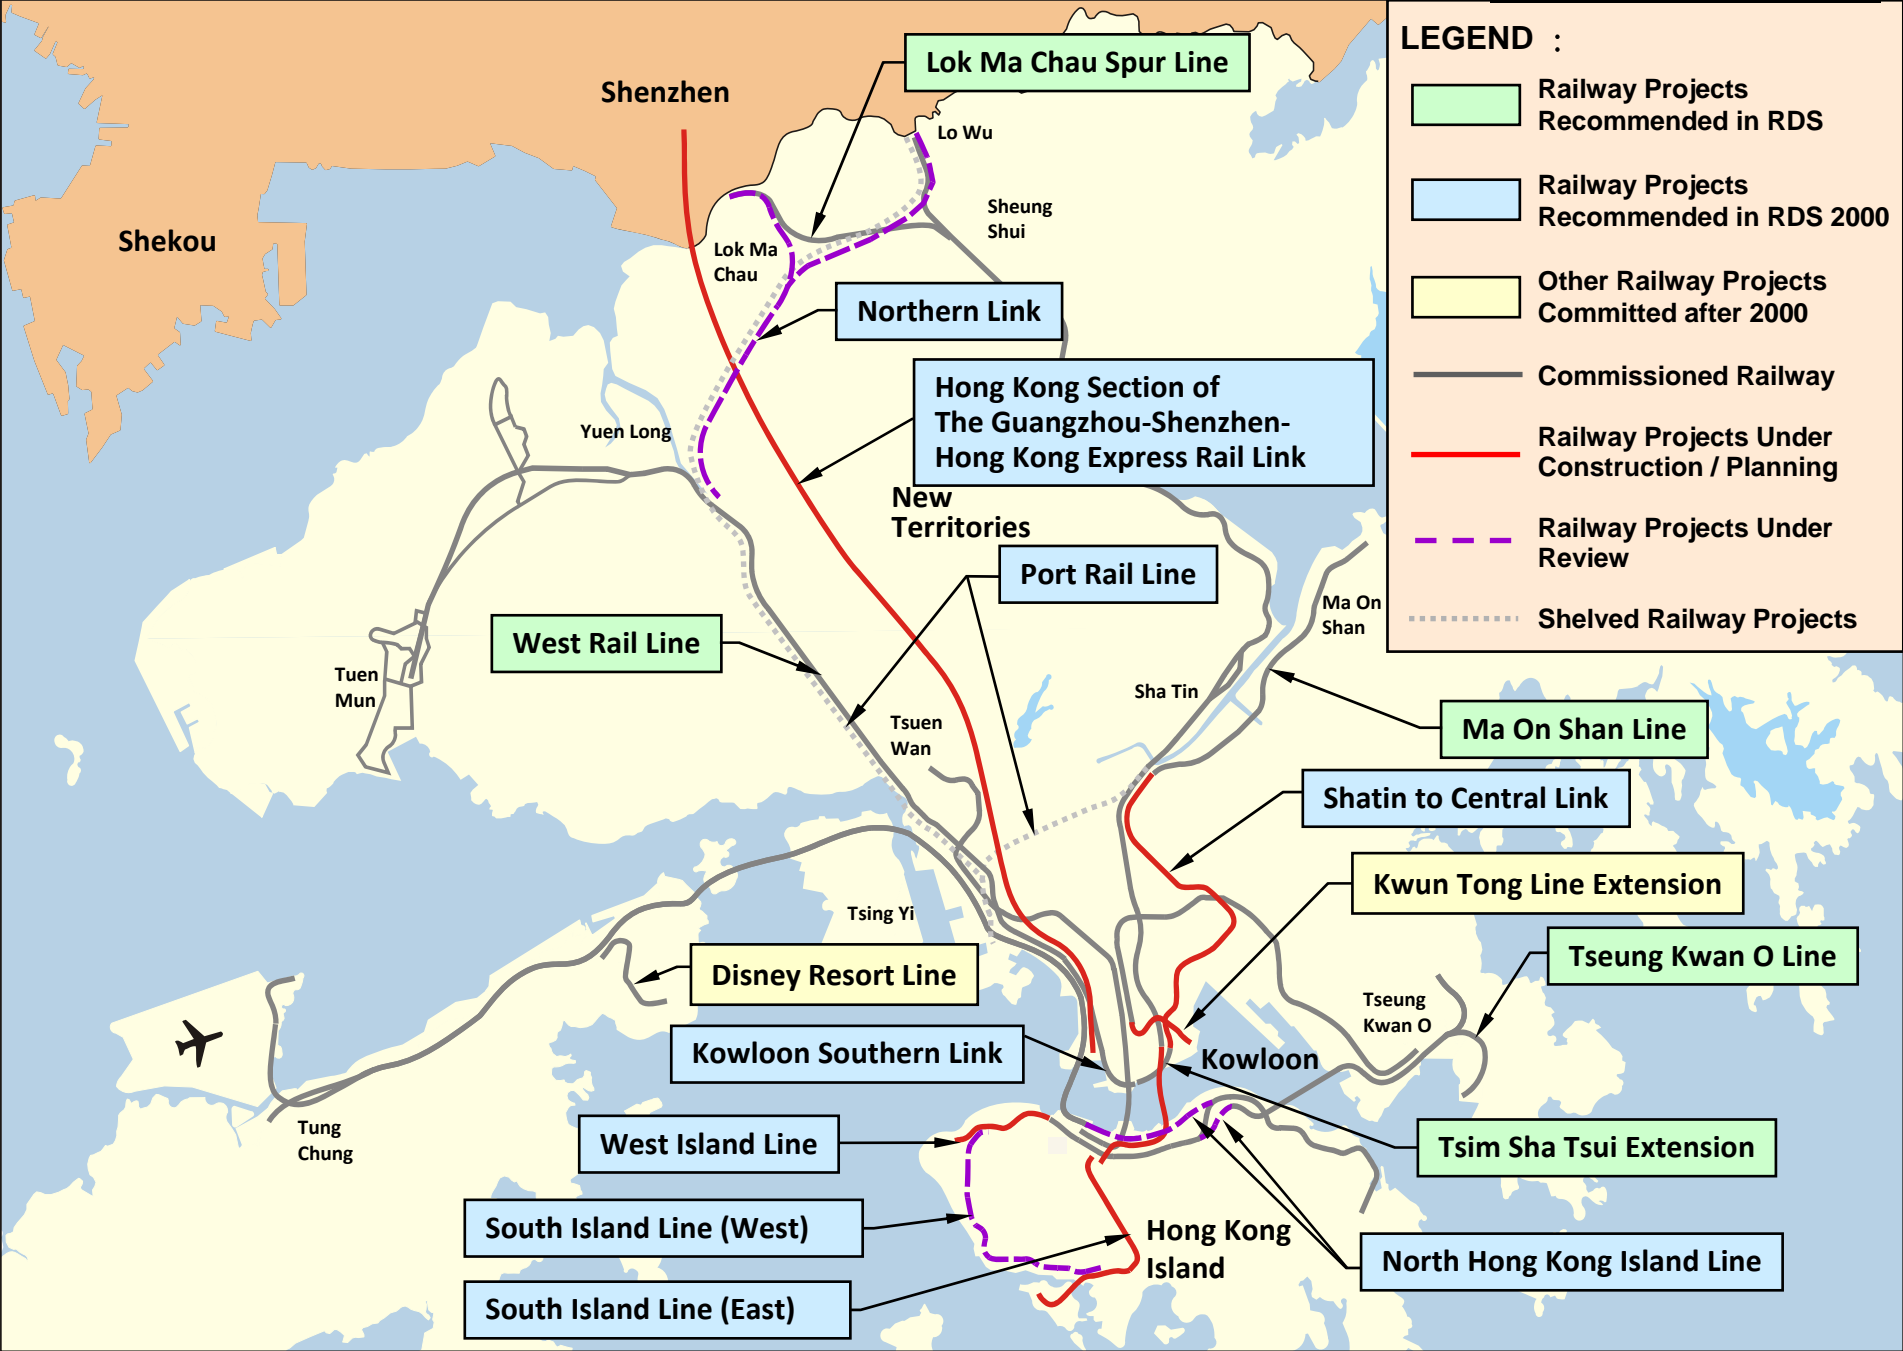 LEGEND :
Railway Projects
Recommended in RDS
Railway Projects
Recommended in RDS 2000
Other Railway Projects
Committed after 2000
Commissioned Railway
Railway Projects Under
Construction / Planning
Railway Projects Under
Review
Shelved Railway Projects
Lok Ma Chau Spur Line
Shenzhen
Lo Wu
Sheung
Shui
Shekou
Lok Ma
Chau
Northern Link
Hong Kong Section of
The Guangzhou-Shenzhen-
Hong Kong Express Rail Link
Yuen Long
New
Territories
Port Rail Line
Ma On
Shan
West Rail Line
Tuen
Mun
Sha Tin
Tsuen
Wan
Ma On Shan Line
Shatin to Central Link
Kwun Tong Line Extension
Tsing Yi
Tseung Kwan O Line
Disney Resort Line
Tseung
Kwan O
Kowloon Southern Link
Kowloon
Tung
Chung
West Island Line
Tsim Sha Tsui Extension
South Island Line (West)
Hong Kong
Island
North Hong Kong Island Line
South Island Line (East)